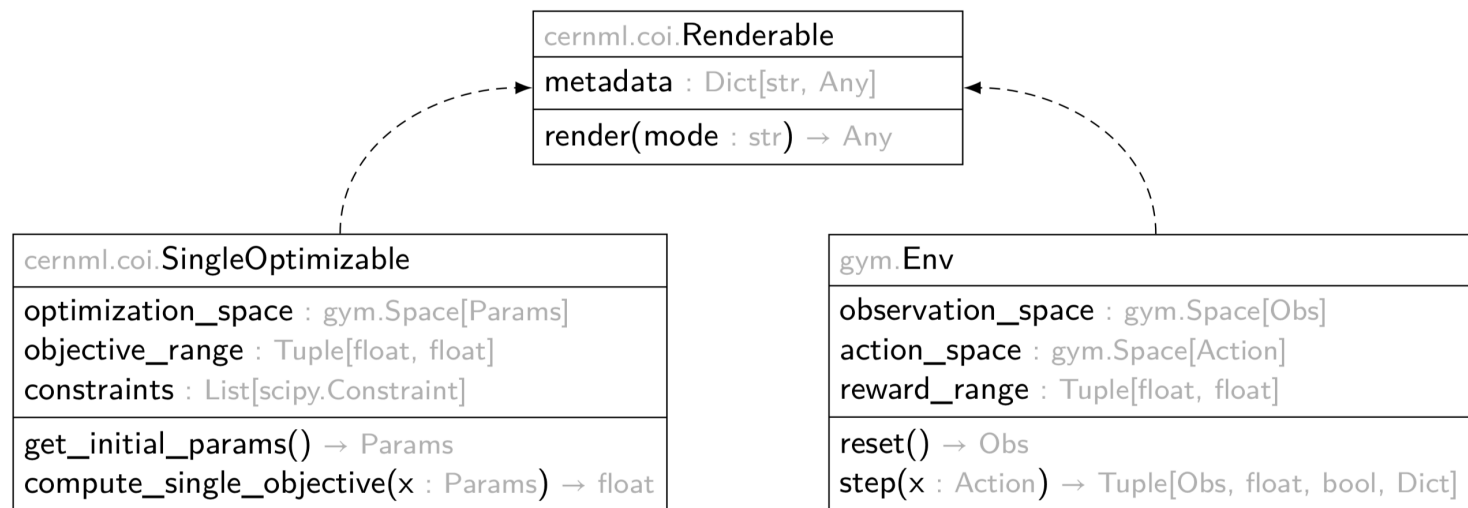 cernml.coi.Renderable
metadata : Dict[str, Any]
render(mode : str) → Any
cernml.coi.SingleOptimizable
optimization_space : gym.Space[Params]
objective_range : Tuple[float, float]
constraints : List[scipy.Constraint]
get_initial_params() → Params
compute_single_objective(x : Params) → float
gym.Env
observation_space : gym.Space[Obs]
action_space : gym.Space[Action]
reward_range : Tuple[float, float]
reset() → Obs
step(x : Action) → Tuple[Obs, float, bool, Dict]